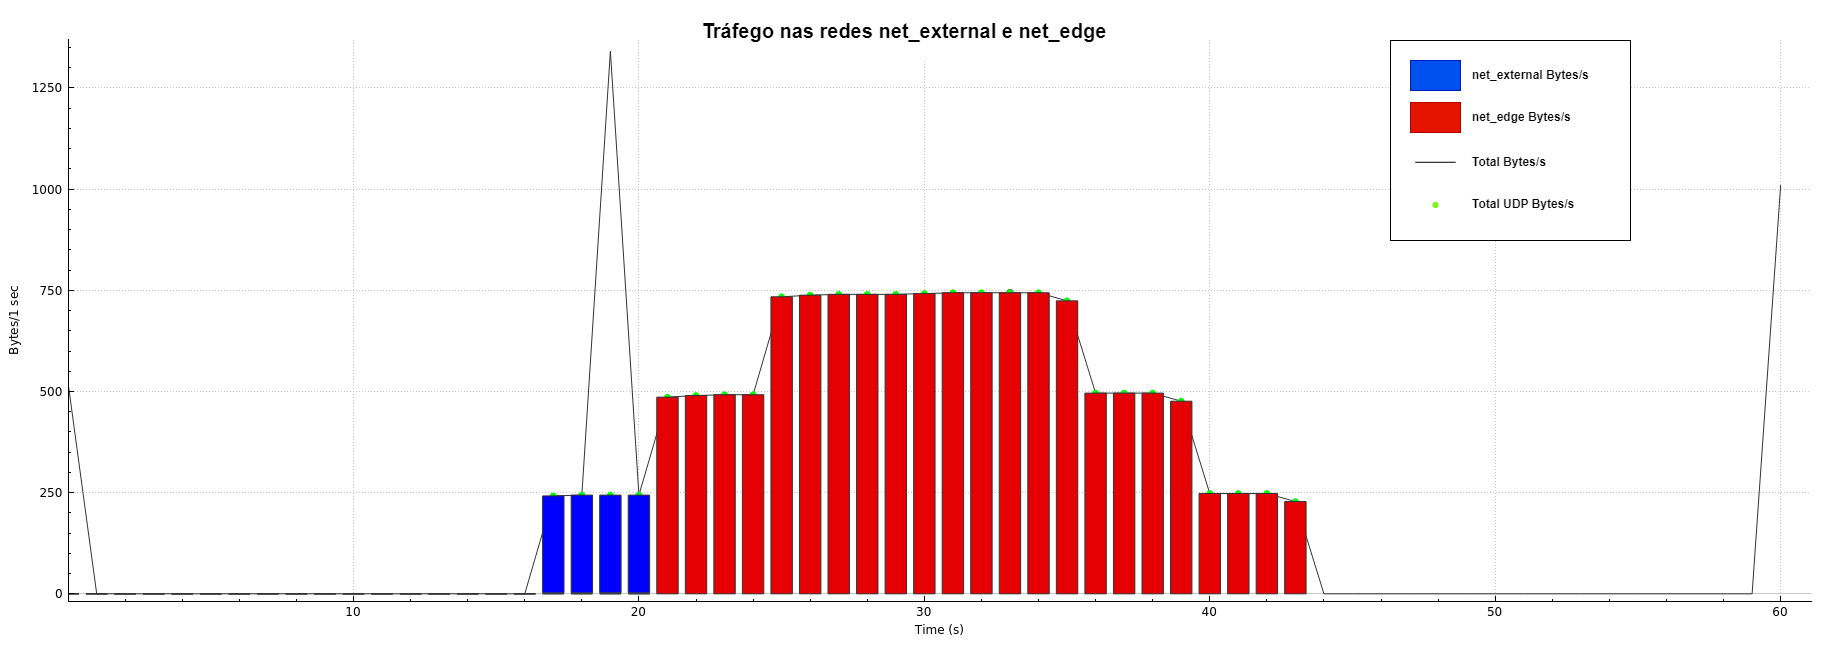 Tráfego nas redes net_external e net_edge
net_external Bytes/s
net_edge Bytes/s
Total Bytes/s
Total UDP Bytes/s
Bytes/1 sec
1250
1000
750
500
250
0
10 20 30 40 50 60
Time (s)